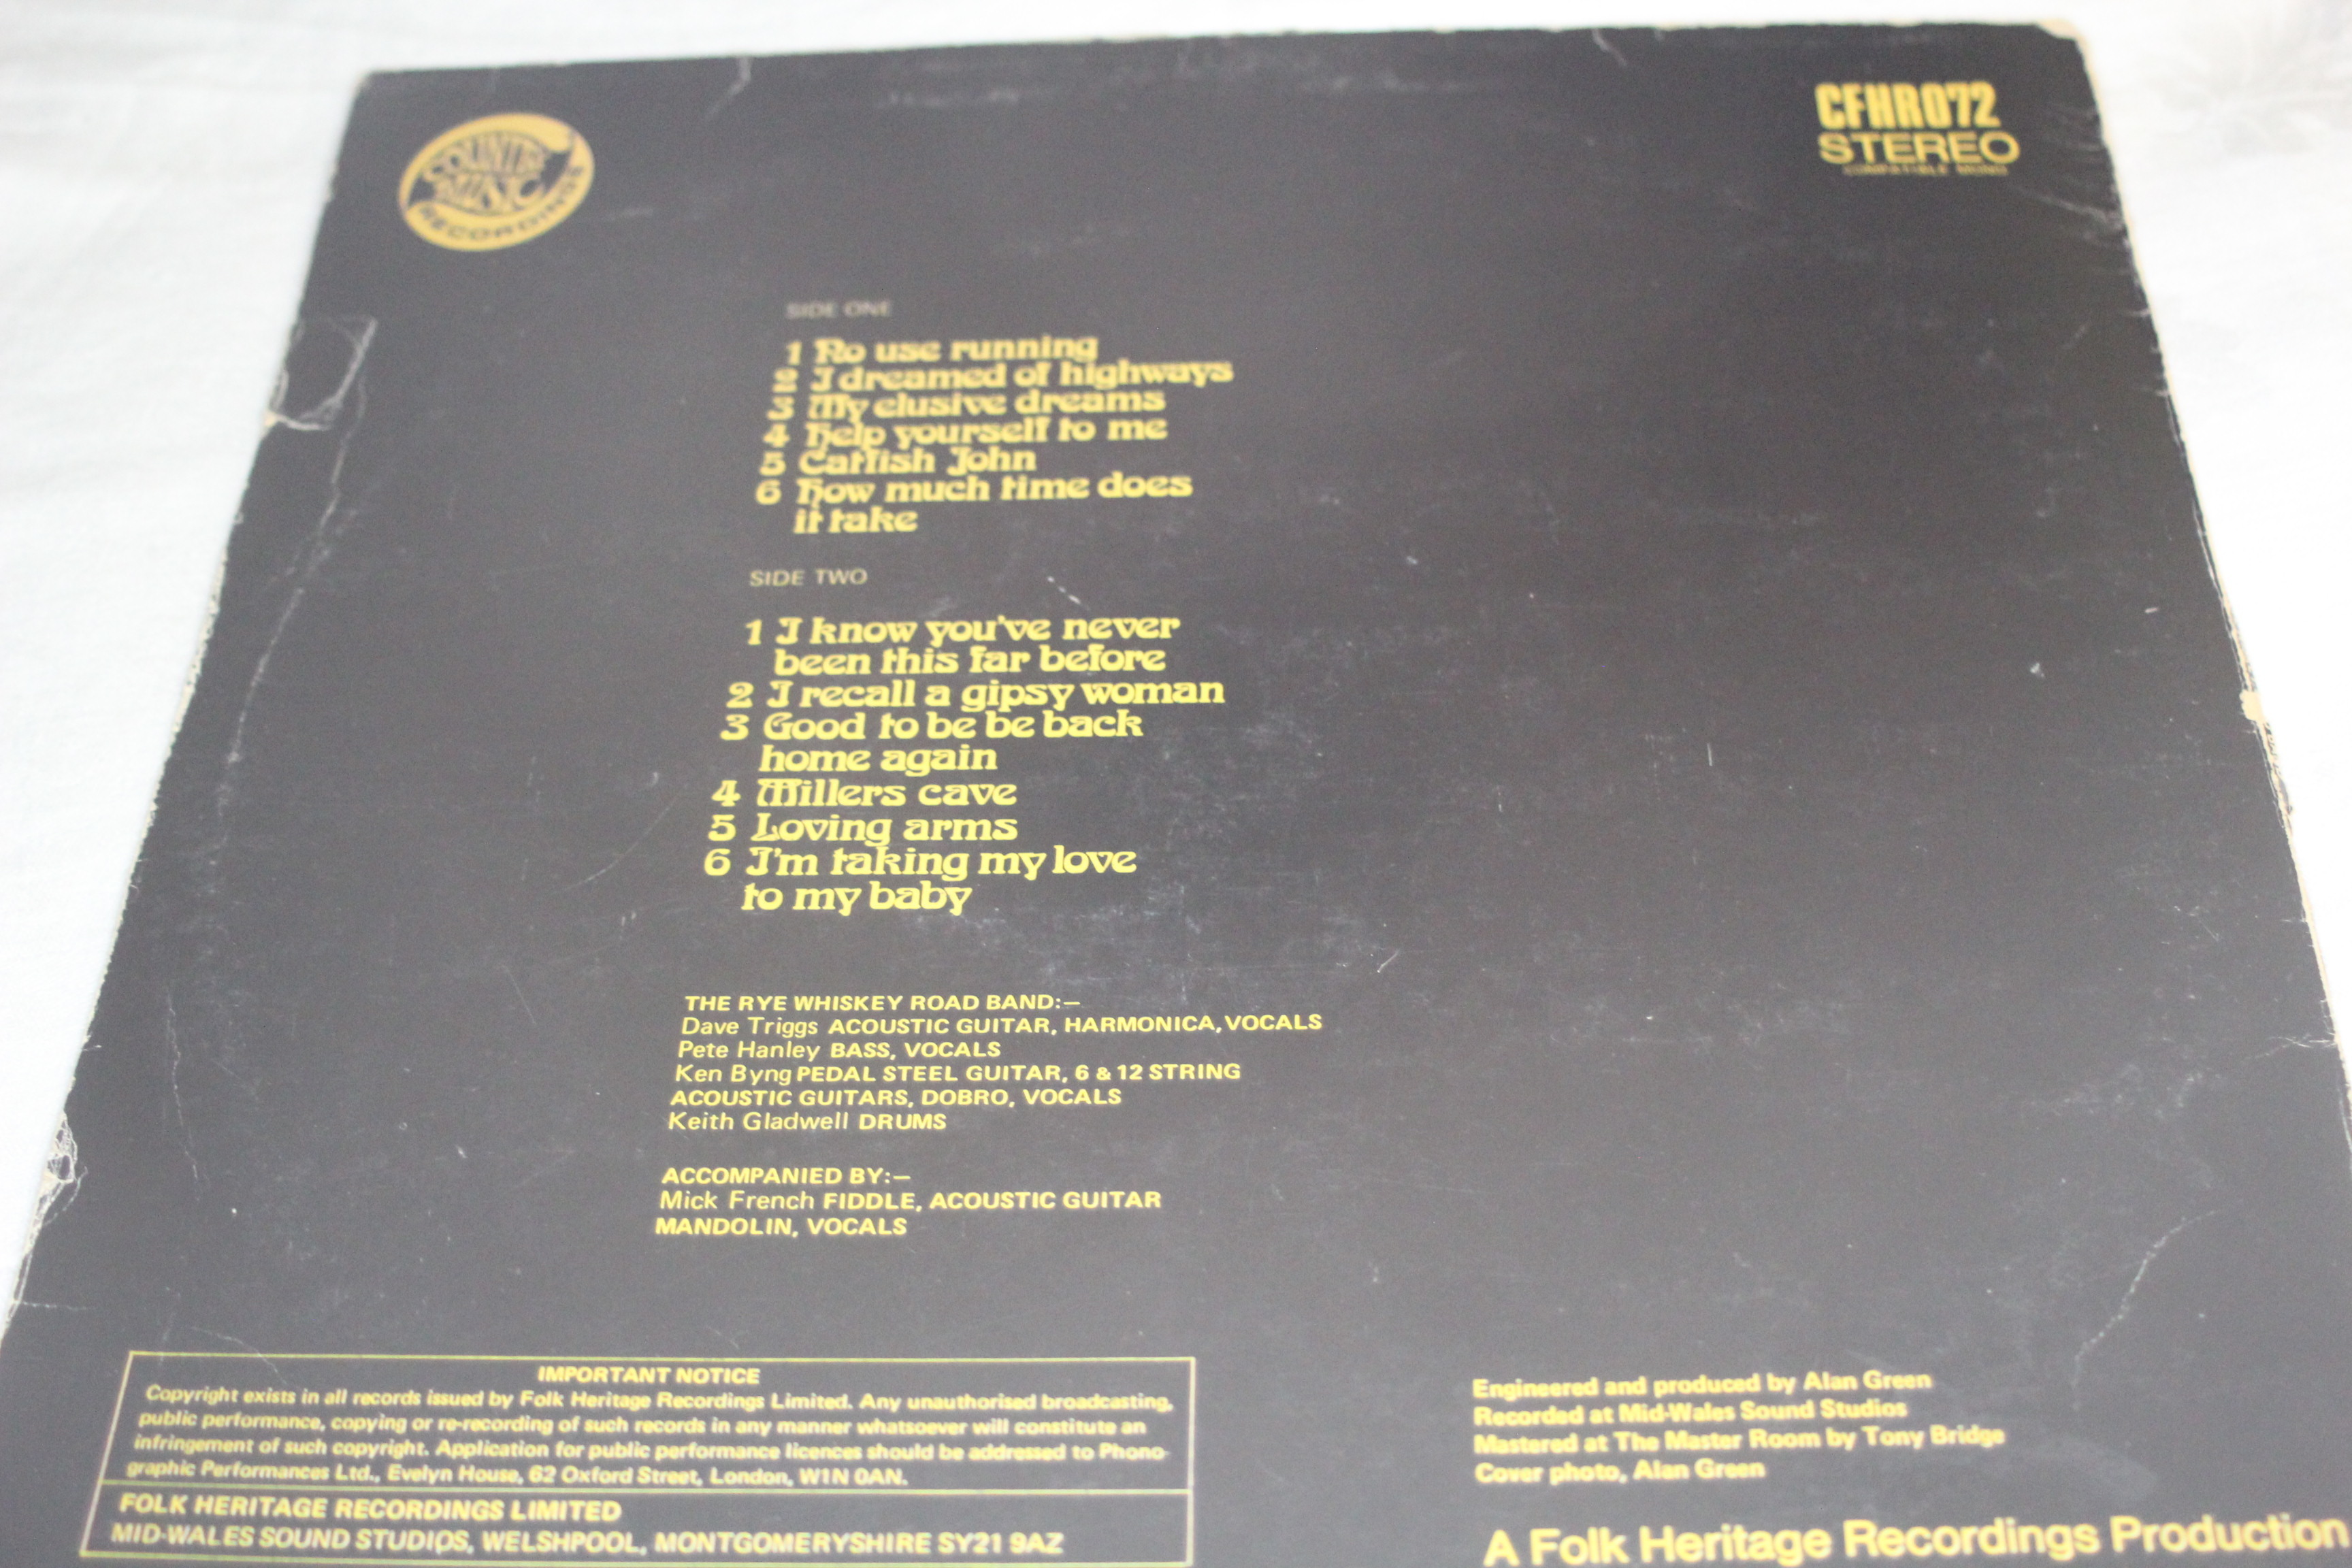 COUNTRY
MUSIC
RECORDINGS
CFHR072
STEREO
COMPATIBLE MONO
SIDE ONE
1 No use running
2 I dreamed of highways
3 My elusive dreams
4 Help yourself to me
5 Catfish John
6 How much time does
it take
SIDE TWO
1 I know you've never
been this far before
2 I recall a gipsy woman
3 Good to be be back
home again
4 Millers cave
5 Loving arms
6 I'm taking my love
to my baby
THE RYE WHISKEY ROAD BAND:—
Dave Triggs ACOUSTIC GUITAR, HARMONICA, VOCALS
Pete Hanley BASS, VOCALS
Ken Byng PEDAL STEEL GUITAR, 6 & 12 STRING
ACOUSTIC GUITARS, DOBRO, VOCALS
Keith Gladwell DRUMS
ACCOMPANIED BY:—
Mick French FIDDLE, ACOUSTIC GUITAR
MANDOLIN, VOCALS
IMPORTANT NOTICE
Copyright exists in all records issued by Folk Heritage Recordings Limited. Any unauthorised broadcasting,
public performance, copying or re-recording of such records in any manner whatsoever will constitute an
infringement of such copyright. Application for public performance licences should be addressed to Phono-
graphic Performances Ltd., Evelyn House, 62 Oxford Street, London, W1N 0AN.
FOLK HERITAGE RECORDINGS LIMITED
MID-WALES SOUND STUDIOS, WELSHPOOL, MONTGOMERYSHIRE SY21 9AZ
Engineered and produced by Alan Green
Recorded at Mid-Wales Sound Studios
Mastered at The Master Room by Tony Bridge
Cover photo, Alan Green
A Folk Heritage Recordings Production